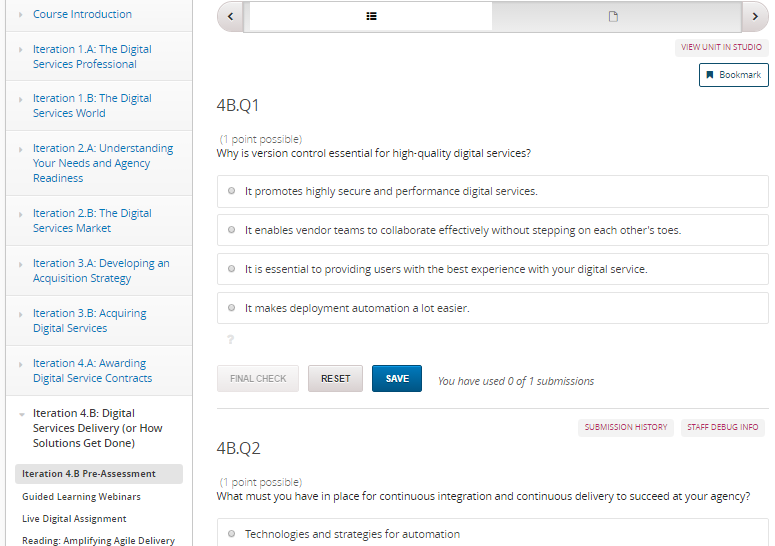 Course Introduction
Iteration 1.A: The Digital
Services Professional
Iteration 1.B: The Digital
Services World
Iteration 2.A: Understanding
Your Needs and Agency
Readiness
Iteration 2.B: The Digital
Services Market
Iteration 3.A: Developing an
Acquisition Strategy
Iteration 3.B: Acquiring
Digital Services
Iteration 4.A: Awarding
Digital Service Contracts
Iteration 4.B: Digital
Services Delivery (or How
Solutions Get Done)
Iteration 4.B Pre-Assessment
Guided Learning Webinars
Live Digital Assignment
Reading: Amplifying Agile Delivery
VIEW UNIT IN STUDIO
Bookmark
4B.Q1
(1 point possible)
Why is version control essential for high-quality digital services?
It promotes highly secure and performance digital services.
It enables vendor teams to collaborate effectively without stepping on each other's toes.
It is essential to providing users with the best experience with your digital service.
It makes deployment automation a lot easier.
?
FINAL CHECK RESET SAVE You have used 0 of 1 submissions
SUBMISSION HISTORY STAFF DEBUG INFO
4B.Q2
(1 point possible)
What must you have in place for continuous integration and continuous delivery to succeed at your agency?
Technologies and strategies for automation